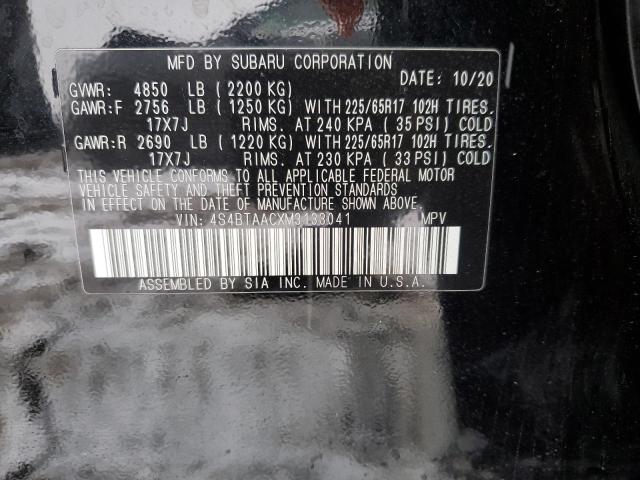 MFD BY SUBARU CORPORATION
GVWR: 4850 LB (2200 KG) DATE: 10/20
GAWR:F 2756 LB (1250 KG) WITH 225/65R17 102H TIRES.
17X7J RIMS. AT 240 KPA (35 PSI) COLD
GAWR:R 2690 LB (1220 KG) WITH 225/65R17 102H TIRES.
17X7J RIMS. AT 230 KPA (33 PSI) COLD
THIS VEHICLE CONFORMS TO ALL APPLICABLE FEDERAL MOTOR
VEHICLE SAFETY AND THEFT PREVENTION STANDARDS
IN EFFECT ON THE DATE OF MANUFACTURE SHOWN ABOVE.
VIN: 4S4BTAACXM3133041 MPV
ASSEMBLED BY SIA INC. MADE IN U.S.A.